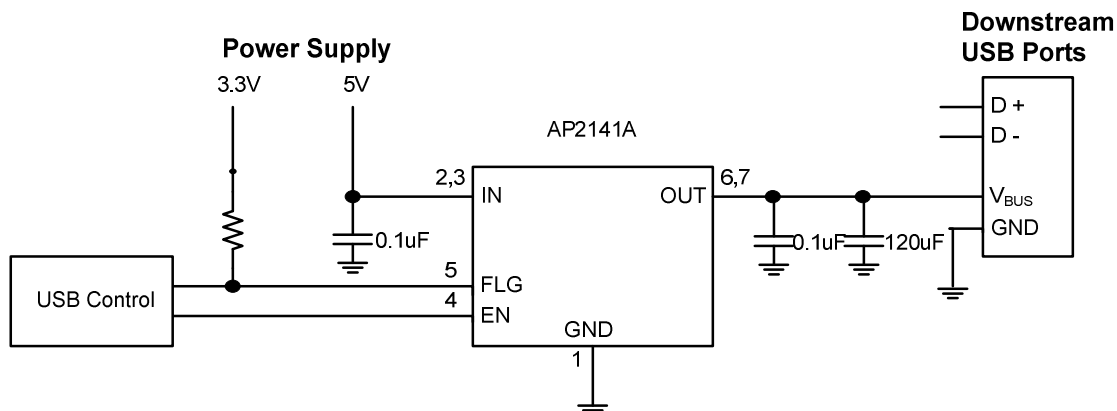 Downstream
USB Ports
Power Supply
3.3V 5V
D +
D -
AP2141A
2,3 6,7
IN OUT
V_BUS
0.1uF 0.1uF 120uF
GND
5
FLG
USB Control
4
EN
GND
1